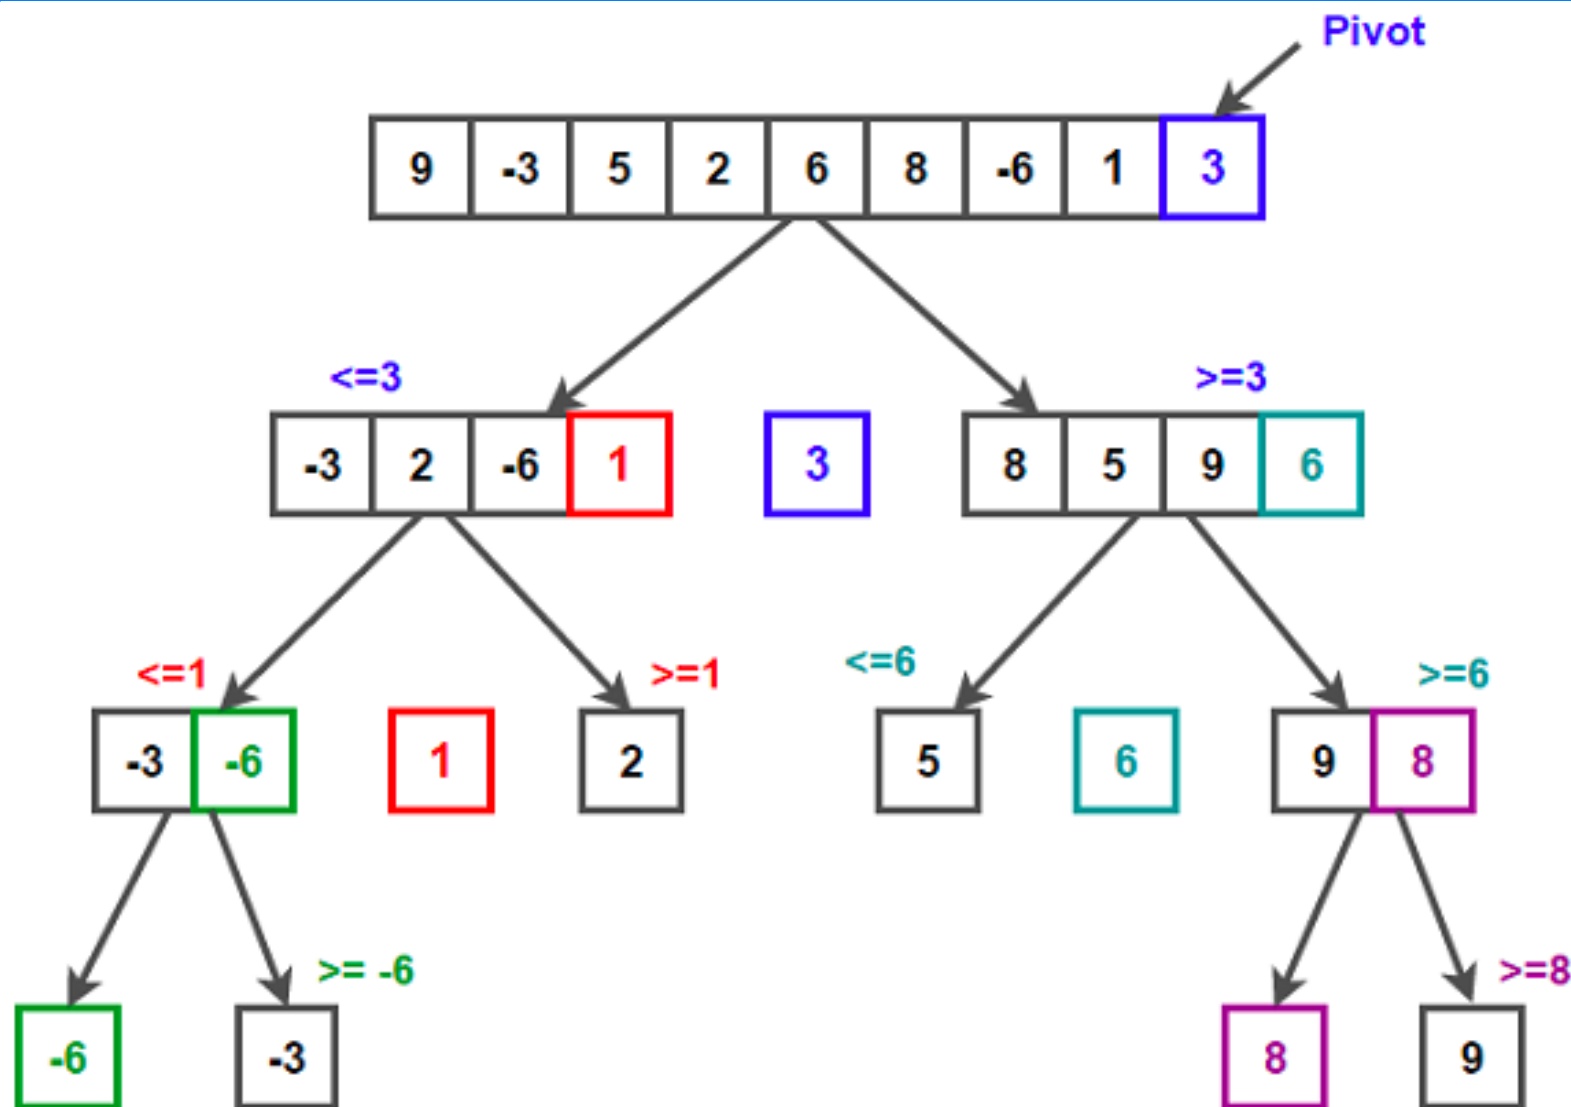 Pivot
9 -3 5 2 6 8 -6 1 3
<=3 >=3
-3 2 -6 1 3 8 5 9 6
<=1 >=1 <=6 >=6
-3 -6 1 2 5 6 9 8
>= -6 >=8
-6 -3 8 9